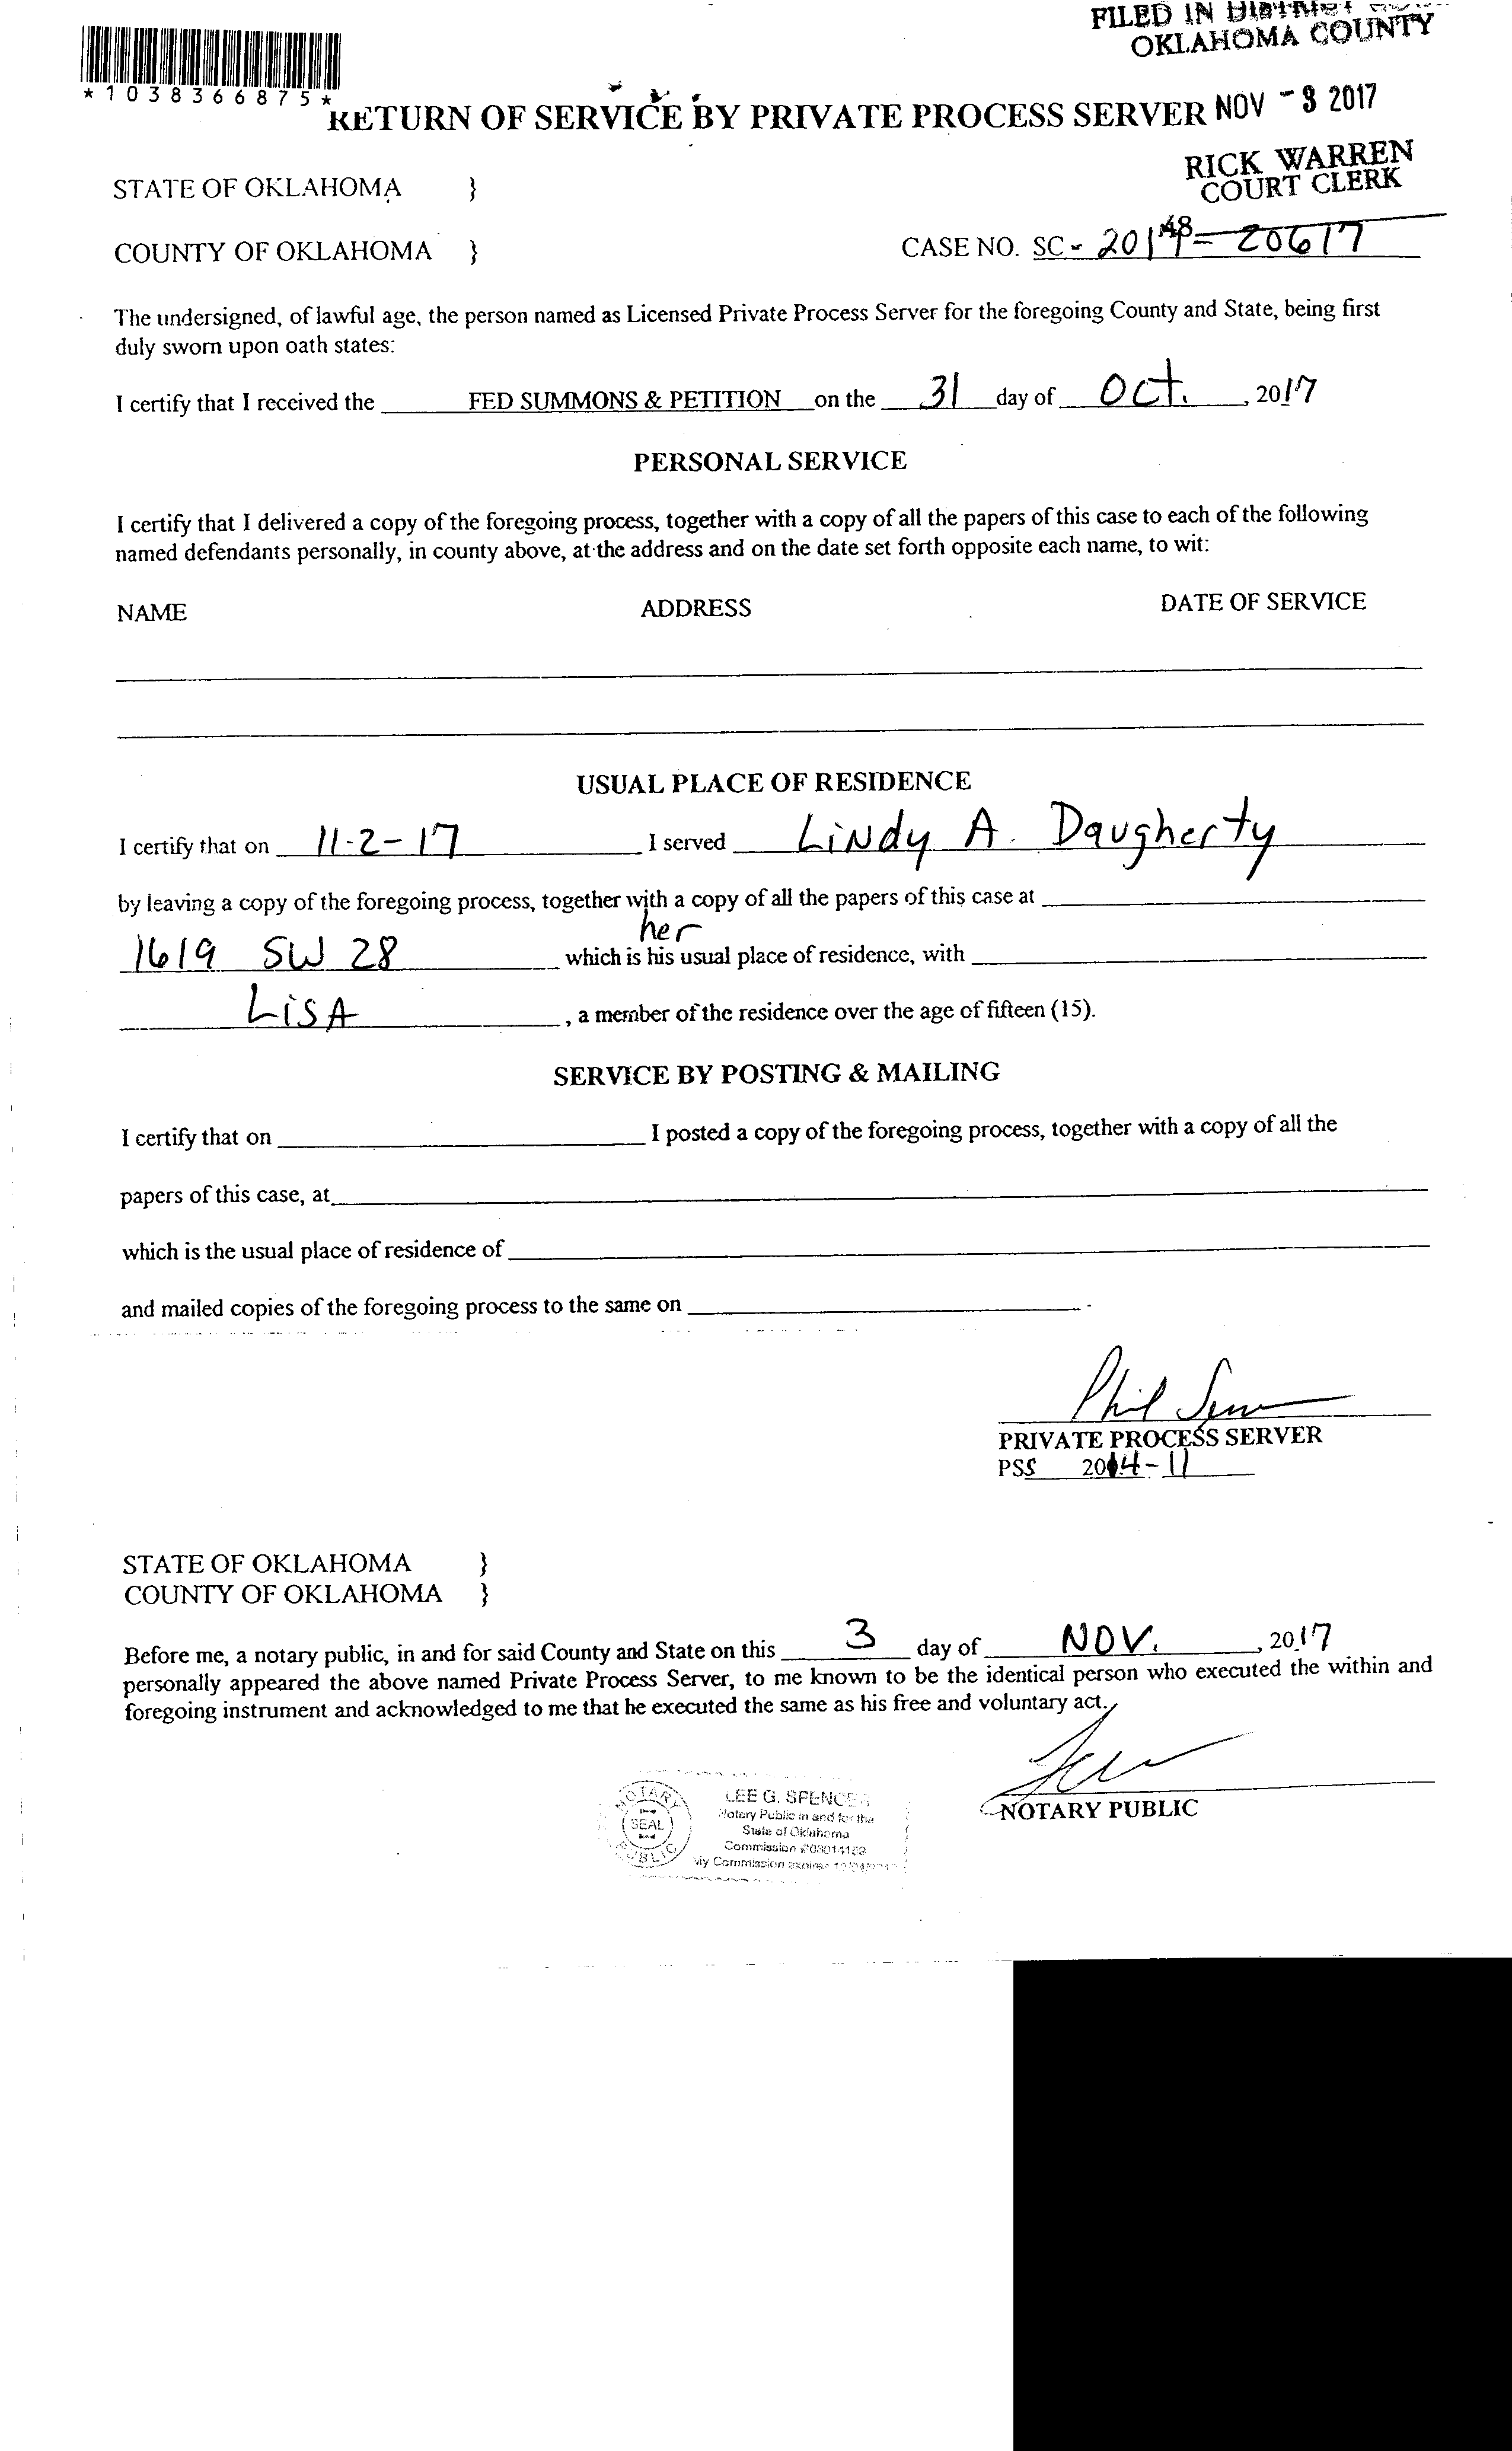 FILED IN DISTRICT
OKLAHOMA COUNTY
*1038366875*
RETURN OF SERVICE BY PRIVATE PROCESS SERVER NOV - 3 2017
RICK WARREN
COURT CLERK
STATE OF OKLAHOMA }
COUNTY OF OKLAHOMA } CASE NO. SC - 20617
The undersigned, of lawful age, the person named as Licensed Private Process Server for the foregoing County and State, being first
duly sworn upon oath states:
I certify that I received the FED SUMMONS & PETITION on the 31 day of Oct. , 2017
PERSONAL SERVICE
I certify that I delivered a copy of the foregoing process, together with a copy of all the papers of this case to each of the following
named defendants personally, in county above, at the address and on the date set forth opposite each name, to wit:
NAME ADDRESS DATE OF SERVICE
USUAL PLACE OF RESIDENCE
I certify that on 11-2-17 I served Lindy A. Daugherty
by leaving a copy of the foregoing process, together with a copy of all the papers of this case at
her
1619 SW 28 which is his usual place of residence, with
LiSA , a member of the residence over the age of fifteen (15).
SERVICE BY POSTING & MAILING
I certify that on I posted a copy of the foregoing process, together with a copy of all the
papers of this case, at
which is the usual place of residence of
and mailed copies of the foregoing process to the same on .
Phil
PRIVATE PROCESS SERVER
PSS 2014-11
STATE OF OKLAHOMA }
COUNTY OF OKLAHOMA }
Before me, a notary public, in and for said County and State on this 3 day of NOV. , 2017
personally appeared the above named Private Process Server, to me known to be the identical person who executed the within and
foregoing instrument and acknowledged to me that he executed the same as his free and voluntary act.
NOTARY PUBLIC
NOTARY
SEAL
PUBLIC
LEE G. SPENCER
Notary Public in and for the
State of Oklahoma
Commission #03014182
My Commission expires